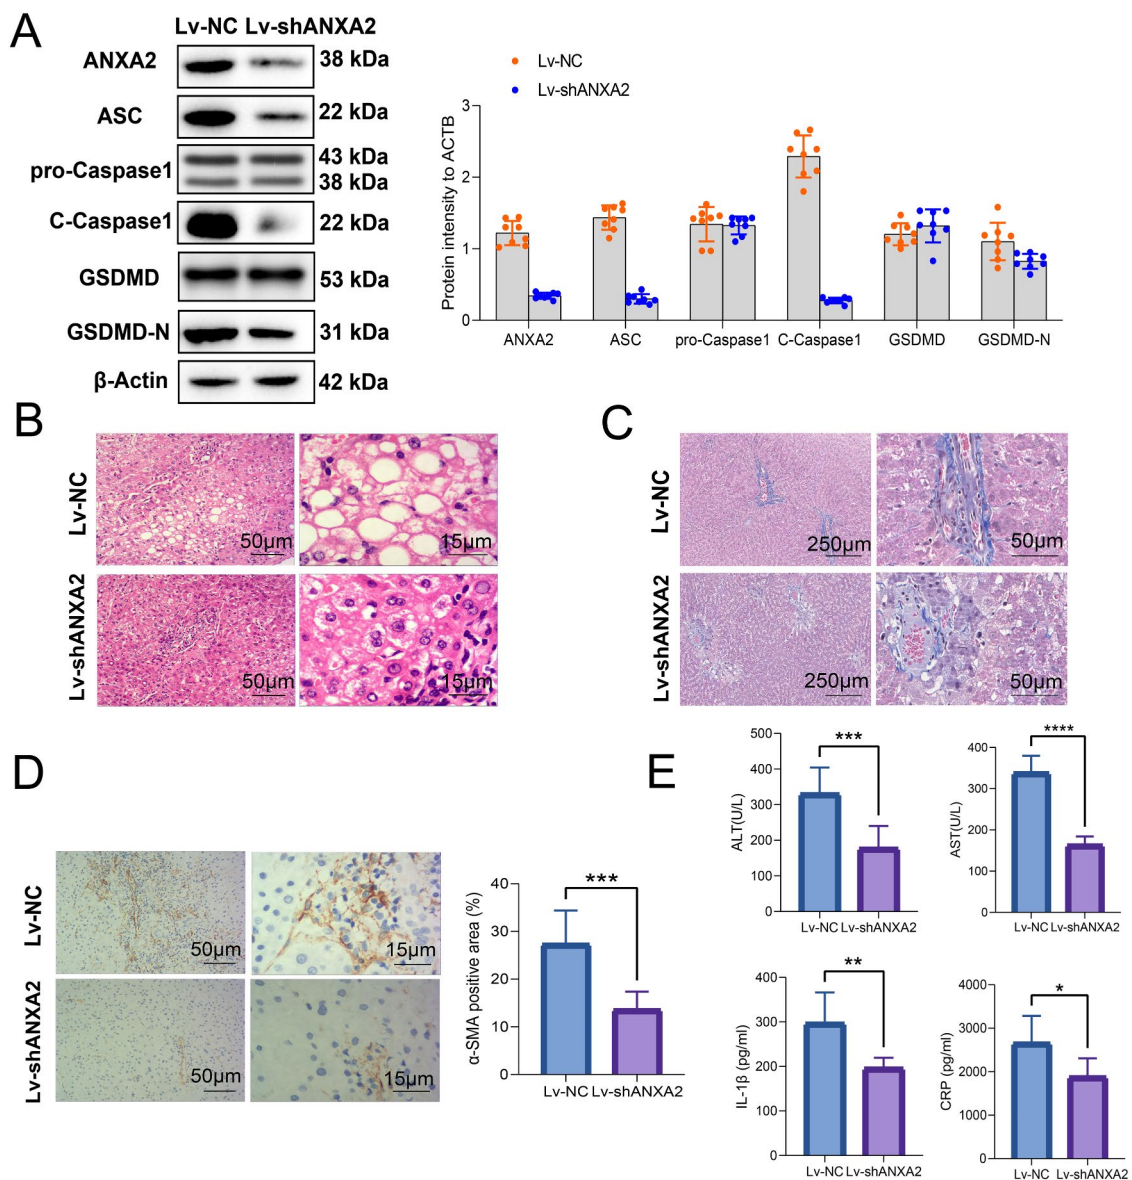 A
Lv-NC Lv-shANXA2
ANXA2
38 kDa
ASC
22 kDa
pro-Caspase1
43 kDa
38 kDa
C-Caspase1
22 kDa
GSDMD
53 kDa
GSDMD-N
31 kDa
β-Actin
42 kDa
Lv-NC
Lv-shANXA2
Protein intensity to ACTB
3
2
1
0
ANXA2 ASC pro-Caspase1 C-Caspase1 GSDMD GSDMD-N
B
Lv-NC
50μm
15μm
Lv-shANXA2
50μm
15μm
C
Lv-NC
250μm
50μm
Lv-shANXA2
250μm
50μm
D
Lv-NC
50μm
15μm
Lv-shANXA2
50μm
15μm
α-SMA positive area (%)
40
30
20
10
0
***
Lv-NC Lv-shANXA2
E
ALT(U/L)
500
400
300
200
100
0
***
Lv-NC Lv-shANXA2
AST(U/L)
400
300
200
100
0
****
Lv-NC Lv-shANXA2
IL-1β (pg/ml)
400
300
200
100
0
**
Lv-NC Lv-shANXA2
CRP (pg/ml)
4000
3000
2000
1000
0
*
Lv-NC Lv-shANXA2